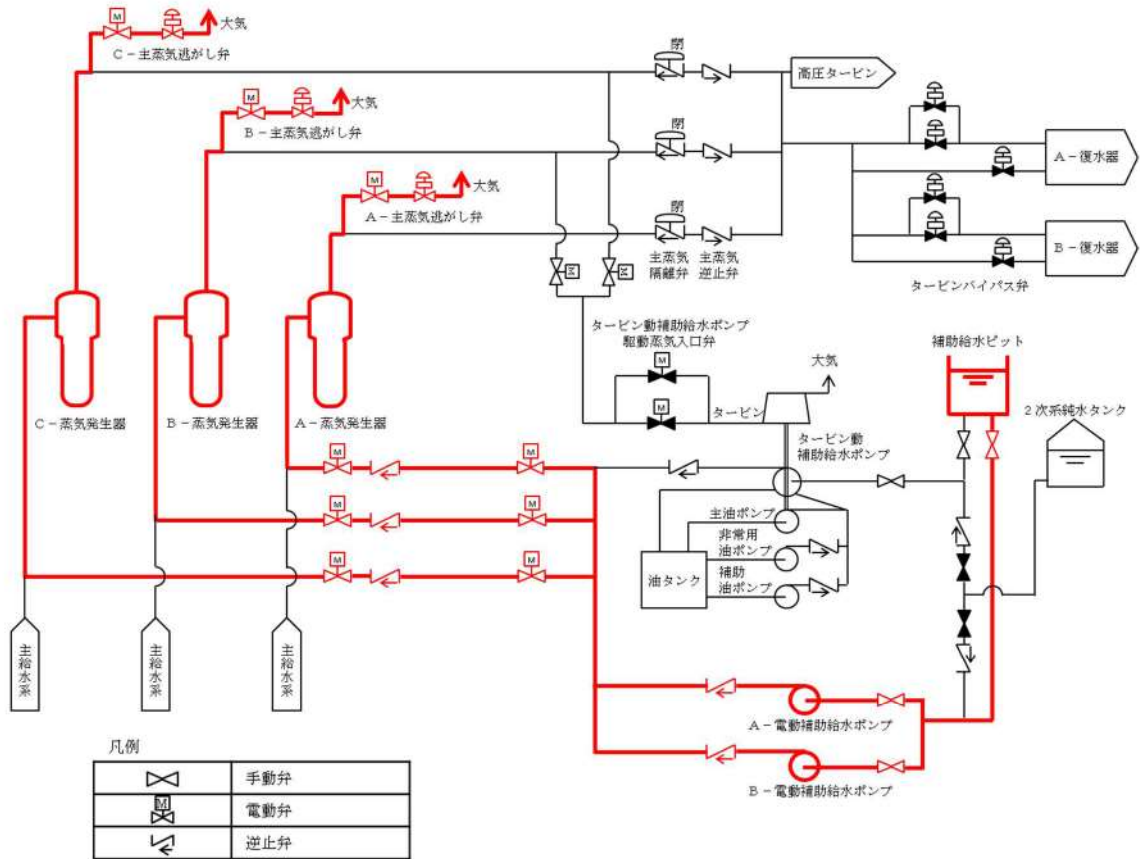 M
大気
C－主蒸気逃がし弁
閉
高圧タービン
M
大気
B－主蒸気逃がし弁
閉
A－復水器
M
大気
A－主蒸気逃がし弁
閉
主蒸気
隔離弁
主蒸気
逆止弁
B－復水器
タービンバイパス弁
M
M
タービン動補助給水ポンプ
駆動蒸気入口弁
M
M
大気
タービン
補助給水ピット
2次系純水タンク
C－蒸気発生器
B－蒸気発生器
A－蒸気発生器
タービン動
補助給水ポンプ
M
M
M
M
M
M
主油ポンプ
非常用
油ポンプ
補助
油ポンプ
油タンク
主給水系
主給水系
主給水系
A－電動補助給水ポンプ
B－電動補助給水ポンプ
凡例
手動弁
M
電動弁
逆止弁